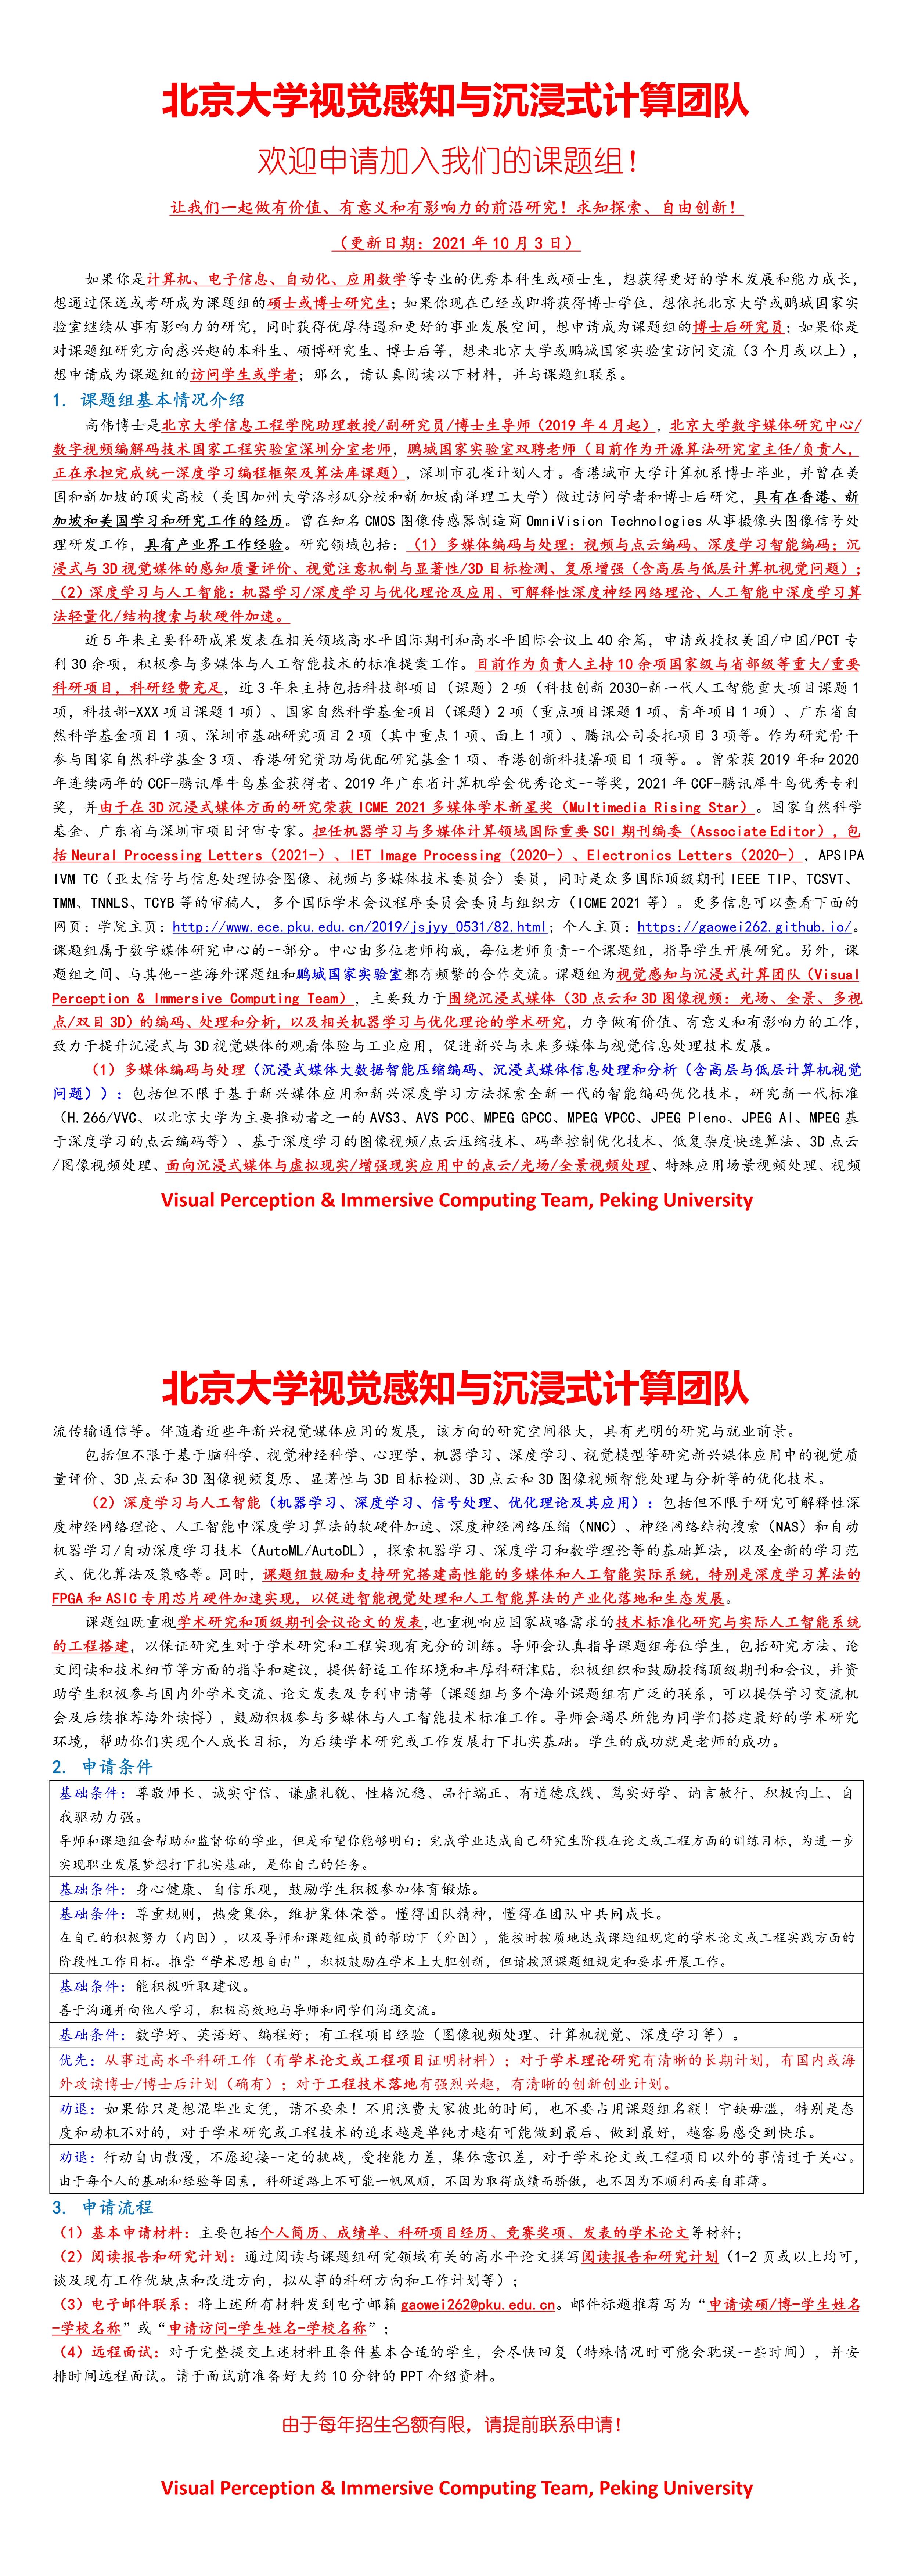 北京大学视觉感知与沉浸式计算团队
欢迎申请加入我们的课题组！
让我们一起做有价值、有意义和有影响力的前沿研究！求知探索、自由创新！
（更新日期：2021 年 10 月 3 日）
如果你是计算机、电子信息、自动化、应用数学等专业的优秀本科生或硕士生，想获得更好的学术发展和能力成长，
想通过保送或考研成为课题组的硕士或博士研究生；如果你现在已经或即将获得博士学位，想依托北京大学或鹏城国家实
验室继续从事有影响力的研究，同时获得优厚待遇和更好的事业发展空间，想申请成为课题组的博士后研究员；如果你是
对课题组研究方向感兴趣的本科生、硕博研究生、博士后等，想来北京大学或鹏城国家实验室访问交流（3 个月或以上），
想申请成为课题组的访问学生或学者；那么，请认真阅读以下材料，并与课题组联系。
1. 课题组基本情况介绍
高伟博士是北京大学信息工程学院助理教授/副研究员/博士生导师（2019 年 4 月起），北京大学数字媒体研究中心/
数字视频编解码技术国家工程实验室深圳分室老师，鹏城国家实验室双聘老师（目前作为开源算法研究室主任/负责人，
正在承担完成统一深度学习编程框架及算法库课题），深圳市孔雀计划人才。香港城市大学计算机系博士毕业，并曾在美
国和新加坡的顶尖高校（美国加州大学洛杉矶分校和新加坡南洋理工大学）做过访问学者和博士后研究，具有在香港、新
加坡和美国学习和研究工作的经历。曾在知名 CMOS 图像传感器制造商 OmniVision Technologies 从事摄像头图像信号处
理研发工作，具有产业界工作经验。研究领域包括：（1）多媒体编码与处理：视频与点云编码、深度学习智能编码；沉
浸式与 3D 视觉媒体的感知质量评价、视觉注意机制与显著性/3D 目标检测、复原增强（含高层与低层计算机视觉问题）；
（2）深度学习与人工智能：机器学习/深度学习与优化理论及应用、可解释性深度神经网络理论、人工智能中深度学习算
法轻量化/结构搜索与软硬件加速。
近 5 年来主要科研成果发表在相关领域高水平国际期刊和高水平国际会议上 40 余篇，申请或授权美国/中国/PCT 专
利 30 余项，积极参与多媒体与人工智能技术的标准提案工作。目前作为负责人主持 10 余项国家级与省部级等重大/重要
科研项目，科研经费充足，近 3 年来主持包括科技部项目（课题）2 项（科技创新 2030-新一代人工智能重大项目课题 1
项，科技部-XXX 项目课题 1 项）、国家自然科学基金项目（课题）2 项（重点项目课题 1 项、青年项目 1 项）、广东省自
然科学基金项目 1 项、深圳市基础研究项目 2 项（其中重点 1 项、面上 1 项）、腾讯公司委托项目 3 项等。作为研究骨干
参与国家自然科学基金 3 项、香港研究资助局优配研究基金 1 项、香港创新科技署项目 1 项等。。曾荣获 2019 年和 2020
年连续两年的 CCF-腾讯犀牛鸟基金获得者、2019 年广东省计算机学会优秀论文一等奖，2021 年 CCF-腾讯犀牛鸟优秀专利
奖，并由于在 3D 沉浸式媒体方面的研究荣获 ICME 2021 多媒体学术新星奖（Multimedia Rising Star）。国家自然科学
基金、广东省与深圳市项目评审专家。担任机器学习与多媒体计算领域国际重要 SCI 期刊编委（Associate Editor），包
括 Neural Processing Letters（2021-）、IET Image Processing（2020-）、Electronics Letters（2020-），APSIPA
IVM TC（亚太信号与信息处理协会图像、视频与多媒体技术委员会）委员，同时是众多国际顶级期刊 IEEE TIP、TCSVT、
TMM、TNNLS、TCYB 等的审稿人，多个国际学术会议程序委员会委员与组织方（ICME 2021 等）。更多信息可以查看下面的
网页：学院主页：http://www.ece.pku.edu.cn/2019/jsjyy_0531/82.html；个人主页：https://gaowei262.github.io/。
课题组属于数字媒体研究中心的一部分。中心由多位老师构成，每位老师负责一个课题组，指导学生开展研究。另外，课
题组之间、与其他一些海外课题组和鹏城国家实验室都有频繁的合作交流。课题组为视觉感知与沉浸式计算团队（Visual
Perception & Immersive Computing Team），主要致力于围绕沉浸式媒体（3D 点云和 3D 图像视频：光场、全景、多视
点/双目 3D）的编码、处理和分析，以及相关机器学习与优化理论的学术研究，力争做有价值、有意义和有影响力的工作，
致力于提升沉浸式与 3D 视觉媒体的观看体验与工业应用，促进新兴与未来多媒体与视觉信息处理技术发展。
（1）多媒体编码与处理（沉浸式媒体大数据智能压缩编码、沉浸式媒体信息处理和分析（含高层与低层计算机视觉
问题））：包括但不限于基于新兴媒体应用和新兴深度学习方法探索全新一代的智能编码优化技术，研究新一代标准
（H.266/VVC、以北京大学为主要推动者之一的 AVS3、AVS PCC、MPEG GPCC、MPEG VPCC、JPEG Pleno、JPEG AI、MPEG 基
于深度学习的点云编码等）、基于深度学习的图像视频/点云压缩技术、码率控制优化技术、低复杂度快速算法、3D 点云
/图像视频处理、面向沉浸式媒体与虚拟现实/增强现实应用中的点云/光场/全景视频处理、特殊应用场景视频处理、视频
Visual Perception & Immersive Computing Team, Peking University
北京大学视觉感知与沉浸式计算团队
流传输通信等。伴随着近些年新兴视觉媒体应用的发展，该方向的研究空间很大，具有光明的研究与就业前景。
包括但不限于基于脑科学、视觉神经科学、心理学、机器学习、深度学习、视觉模型等研究新兴媒体应用中的视觉质
量评价、3D 点云和 3D 图像视频复原、显著性与 3D 目标检测、3D 点云和 3D 图像视频智能处理与分析等的优化技术。
（2）深度学习与人工智能（机器学习、深度学习、信号处理、优化理论及其应用）：包括但不限于研究可解释性深
度神经网络理论、人工智能中深度学习算法的软硬件加速、深度神经网络压缩（NNC）、神经网络结构搜索（NAS）和自动
机器学习/自动深度学习技术（AutoML/AutoDL），探索机器学习、深度学习和数学理论等的基础算法，以及全新的学习范
式、优化算法及策略等。同时，课题组鼓励和支持研究搭建高性能的多媒体和人工智能实际系统，特别是深度学习算法的
FPGA 和 ASIC 专用芯片硬件加速实现，以促进智能视觉处理和人工智能算法的产业化落地和生态发展。
课题组既重视学术研究和顶级期刊会议论文的发表，也重视响应国家战略需求的技术标准化研究与实际人工智能系统
的工程搭建，以保证研究生对于学术研究和工程实现有充分的训练。导师会认真指导课题组每位学生，包括研究方法、论
文阅读和技术细节等方面的指导和建议，提供舒适工作环境和丰厚科研津贴，积极组织和鼓励投稿顶级期刊和会议，并资
助学生积极参与国内外学术交流、论文发表及专利申请等（课题组与多个海外课题组有广泛的联系，可以提供学习交流机
会及后续推荐海外读博），鼓励积极参与多媒体与人工智能技术标准工作。导师会竭尽所能为同学们搭建最好的学术研究
环境，帮助你们实现个人成长目标，为后续学术研究或工作发展打下扎实基础。学生的成功就是老师的成功。
2. 申请条件
基础条件：尊敬师长、诚实守信、谦虚礼貌、性格沉稳、品行端正、有道德底线、笃实好学、讷言敏行、积极向上、自
我驱动力强。
导师和课题组会帮助和监督你的学业，但是希望你能够明白：完成学业达成自己研究生阶段在论文或工程方面的训练目标，为进一步
实现职业发展梦想打下扎实基础，是你自己的任务。
基础条件：身心健康、自信乐观，鼓励学生积极参加体育锻炼。
基础条件：尊重规则，热爱集体，维护集体荣誉。懂得团队精神，懂得在团队中共同成长。
在自己的积极努力（内因），以及导师和课题组成员的帮助下（外因），能按时按质地达成课题组规定的学术论文或工程实践方面的
阶段性工作目标。推崇“学术思想自由”，积极鼓励在学术上大胆创新，但请按照课题组规定和要求开展工作。
基础条件：能积极听取建议。
善于沟通并向他人学习，积极高效地与导师和同学们沟通交流。
基础条件：数学好、英语好、编程好；有工程项目经验（图像视频处理、计算机视觉、深度学习等）。
优先：从事过高水平科研工作（有学术论文或工程项目证明材料）；对于学术理论研究有清晰的长期计划，有国内或海
外攻读博士/博士后计划（确有）；对于工程技术落地有强烈兴趣，有清晰的创新创业计划。
劝退：如果你只是想混毕业文凭，请不要来！不用浪费大家彼此的时间，也不要占用课题组名额！宁缺毋滥，特别是态
度和动机不对的，对于学术研究或工程技术的追求越是单纯才越有可能做到最后、做到最好，越容易感受到快乐。
劝退：行动自由散漫，不愿迎接一定的挑战，受挫能力差，集体意识差，对于学术论文或工程项目以外的事情过于关心。
由于每个人的基础和经验等因素，科研道路上不可能一帆风顺，不因为取得成绩而骄傲，也不因为不顺利而妄自菲薄。
3. 申请流程
（1）基本申请材料：主要包括个人简历、成绩单、科研项目经历、竞赛奖项、发表的学术论文等材料；
（2）阅读报告和研究计划：通过阅读与课题组研究领域有关的高水平论文撰写阅读报告和研究计划（1-2 页或以上均可，
谈及现有工作优缺点和改进方向，拟从事的科研方向和工作计划等）；
（3）电子邮件联系：将上述所有材料发到电子邮箱 gaowei262@pku.edu.cn。邮件标题推荐写为“申请读硕/博-学生姓名
-学校名称”或“申请访问-学生姓名-学校名称”；
（4）远程面试：对于完整提交上述材料且条件基本合适的学生，会尽快回复（特殊情况时可能会耽误一些时间），并安
排时间远程面试。请于面试前准备好大约 10 分钟的 PPT 介绍资料。
由于每年招生名额有限，请提前联系申请！
Visual Perception & Immersive Computing Team, Peking University